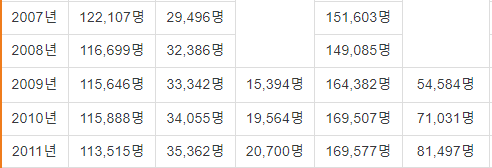 2007년 122,107명 29,496명 151,603명
2008년 116,699명 32,386명 149,085명
2009년 115,646명 33,342명 15,394명 164,382명 54,584명
2010년 115,888명 34,055명 19,564명 169,507명 71,031명
2011년 113,515명 35,362명 20,700명 169,577명 81,497명